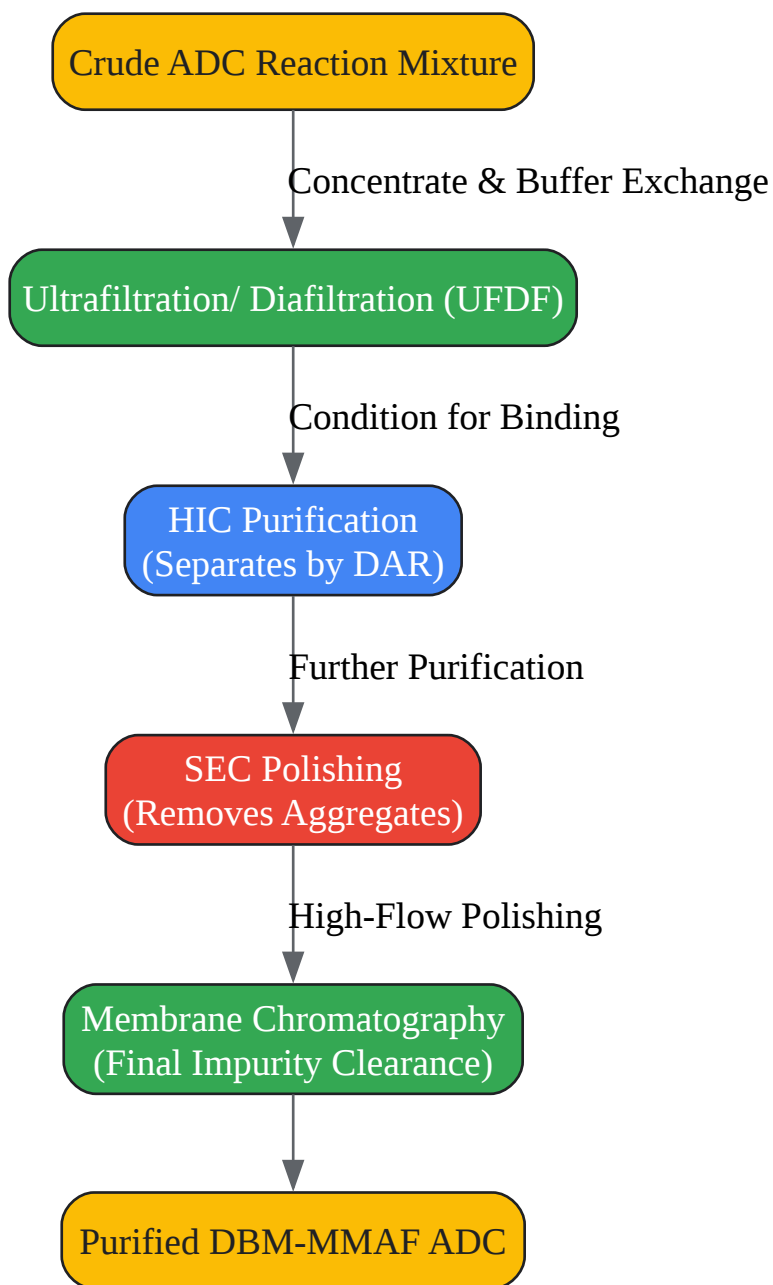 Crude ADC Reaction Mixture
Concentrate & Buffer Exchange
Ultrafiltration/ Diafiltration (UFDF)
Condition for Binding
HIC Purification
(Separates by DAR)
Further Purification
SEC Polishing
(Removes Aggregates)
High-Flow Polishing
Membrane Chromatography
(Final Impurity Clearance)
Purified DBM-MMAF ADC